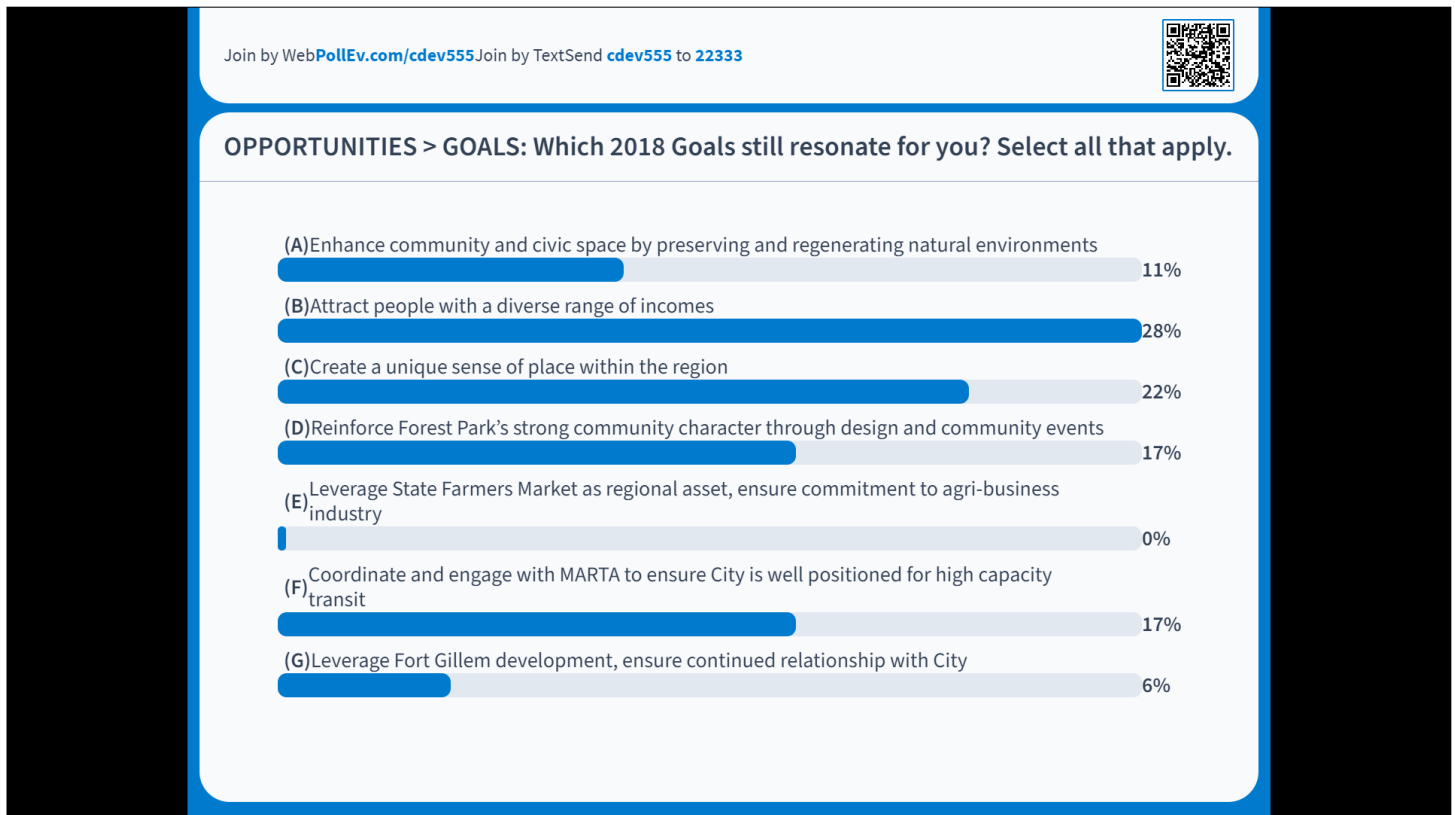 Join by WebPollEv.com/cdev555Join by TextSend cdev555 to 22333
OPPORTUNITIES > GOALS: Which 2018 Goals still resonate for you? Select all that apply.
(A)Enhance community and civic space by preserving and regenerating natural environments
11%
(B)Attract people with a diverse range of incomes
28%
(C)Create a unique sense of place within the region
22%
(D)Reinforce Forest Park’s strong community character through design and community events
17%
(E)Leverage State Farmers Market as regional asset, ensure commitment to agri-business
industry
0%
(F)Coordinate and engage with MARTA to ensure City is well positioned for high capacity
transit
17%
(G)Leverage Fort Gillem development, ensure continued relationship with City
6%